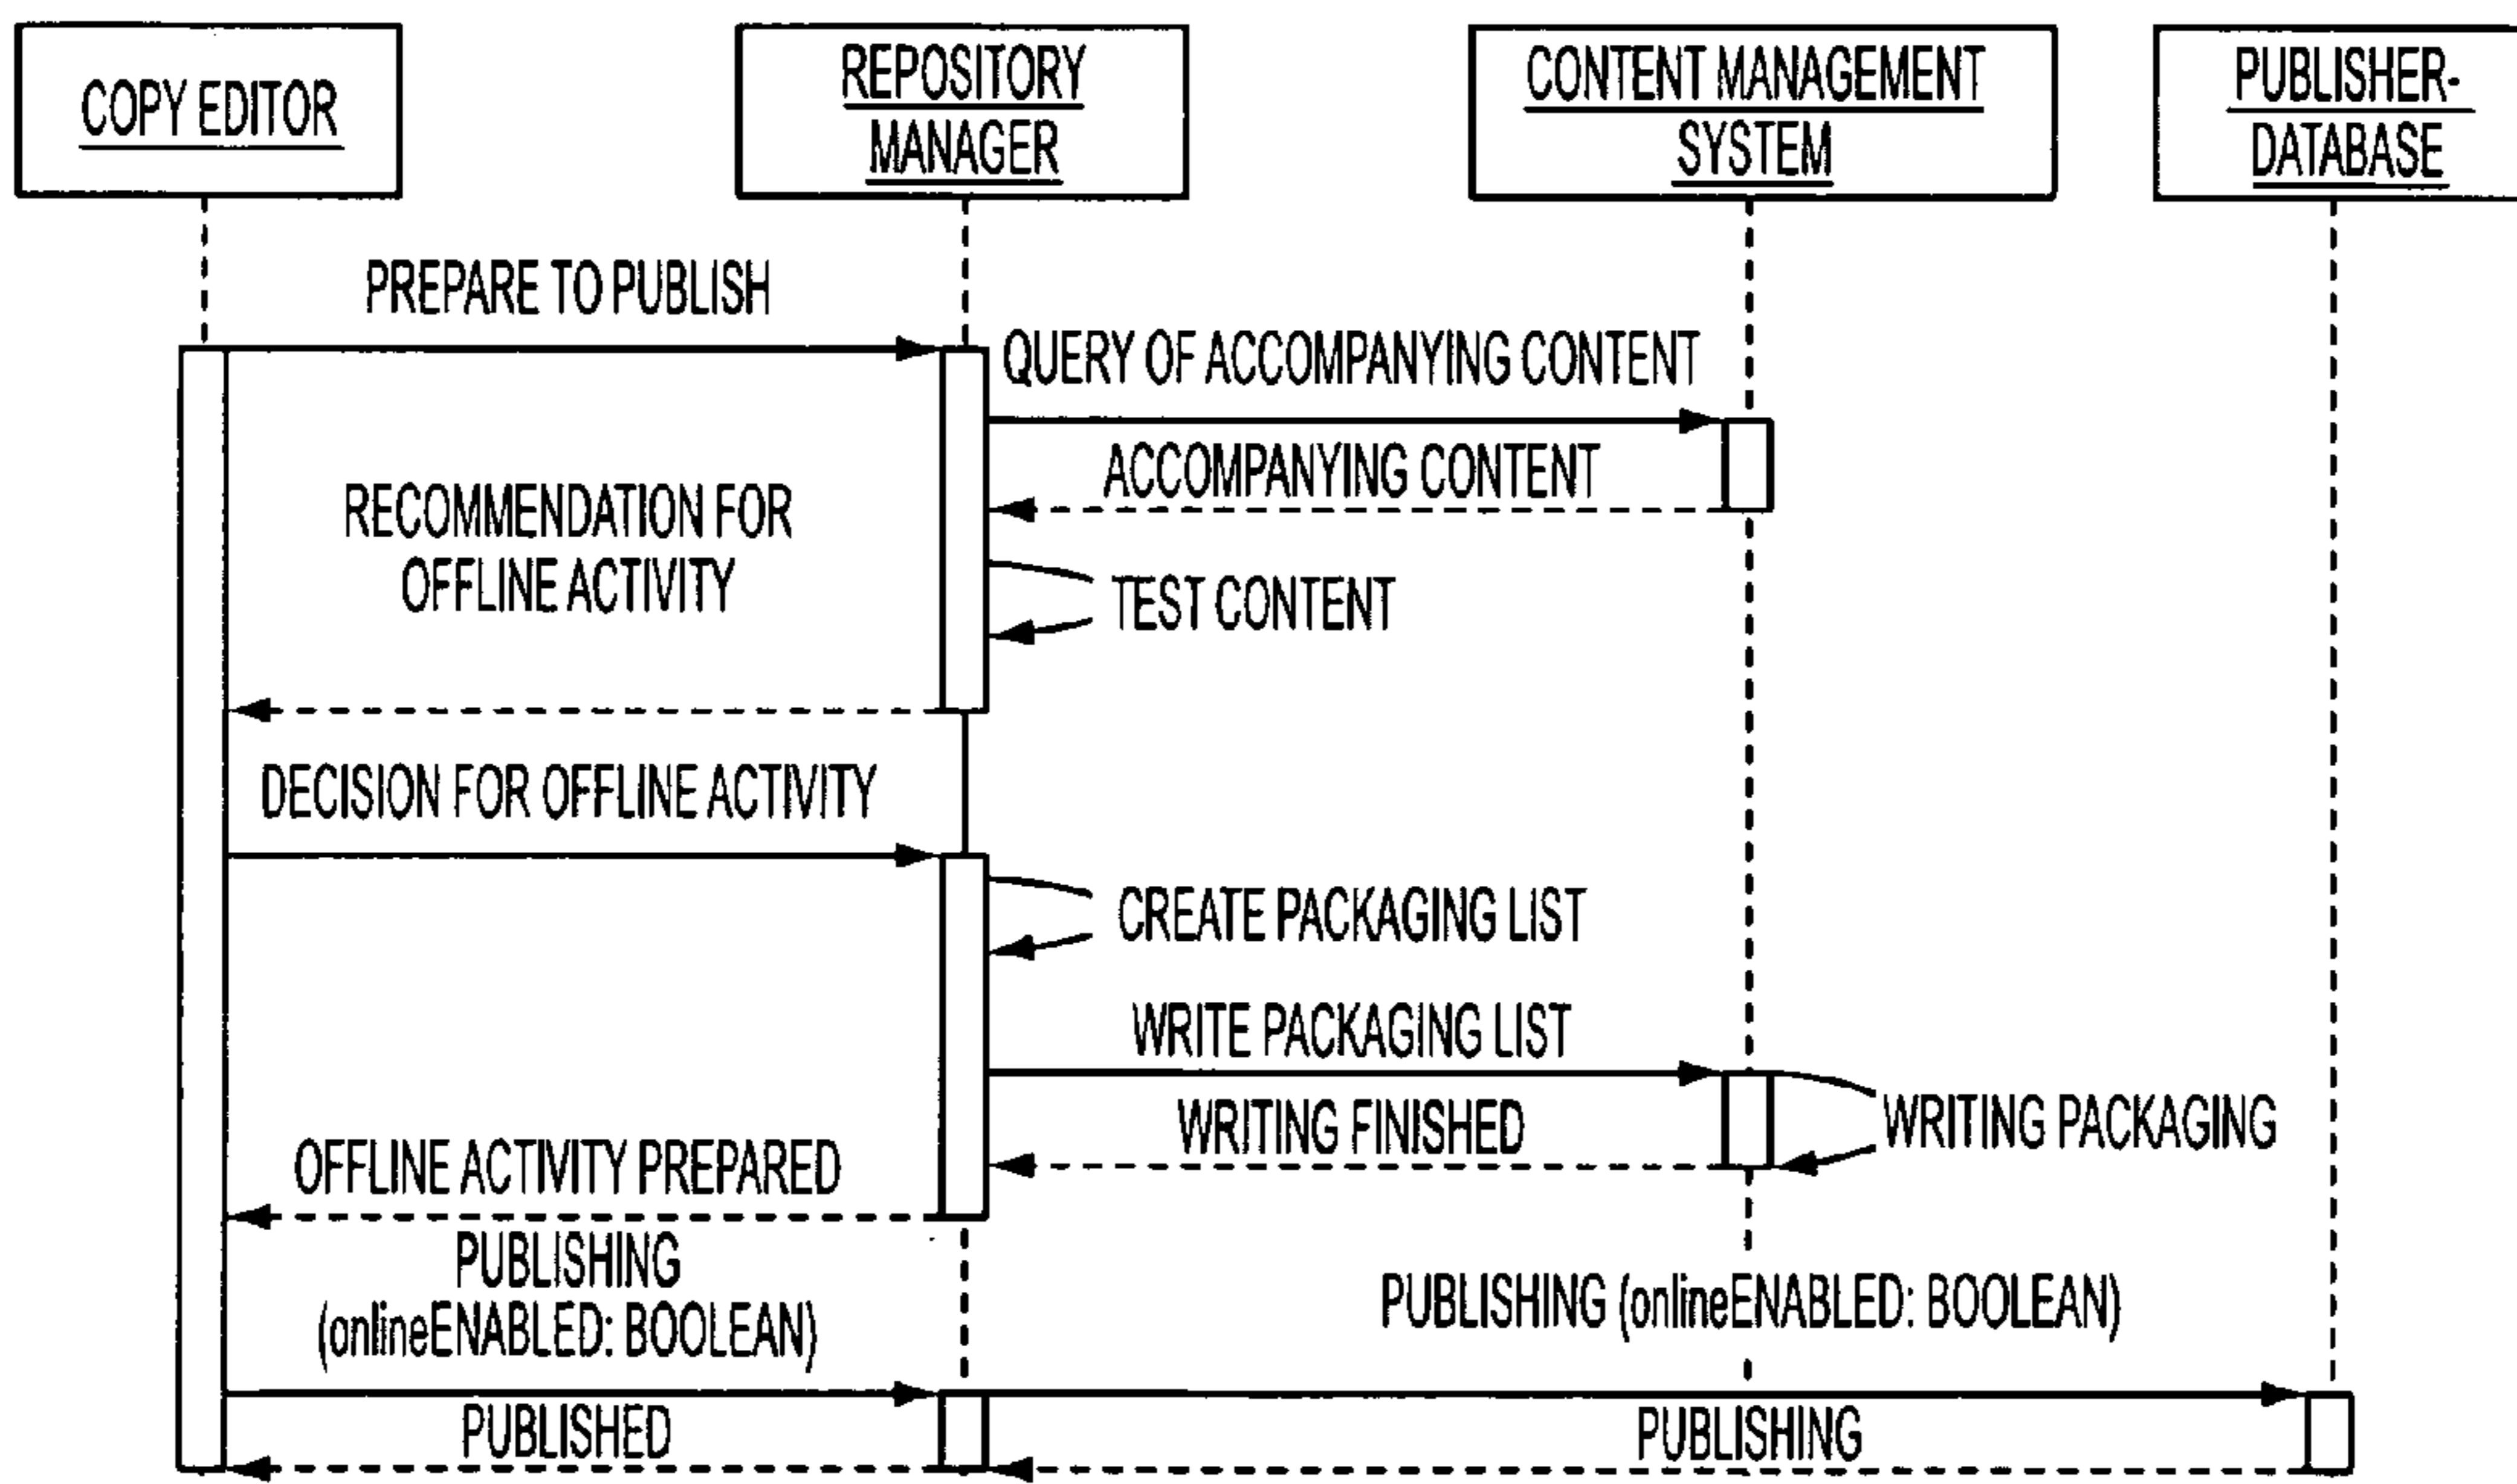 COPY EDITOR
REPOSITORY
MANAGER
CONTENT MANAGEMENT
SYSTEM
PUBLISHER-
DATABASE
PREPARE TO PUBLISH
QUERY OF ACCOMPANYING CONTENT
ACCOMPANYING CONTENT
RECOMMENDATION FOR
OFFLINE ACTIVITY
TEST CONTENT
DECISION FOR OFFLINE ACTIVITY
CREATE PACKAGING LIST
WRITE PACKAGING LIST
WRITING FINISHED
WRITING PACKAGING
OFFLINE ACTIVITY PREPARED
PUBLISHING
(onlineENABLED: BOOLEAN)
PUBLISHING (onlineENABLED: BOOLEAN)
PUBLISHED
PUBLISHING